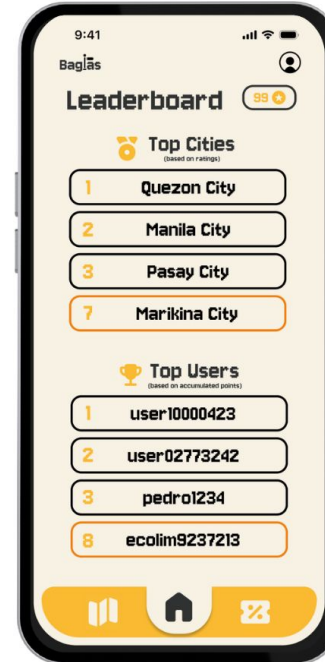 9:41
Baglas
Leaderboard
99
Top Cities
(based on ratings)
1 Quezon City
2 Manila City
3 Pasay City
7 Marikina City
Top Users
(based on accumulated points)
1 user10000423
2 user02773242
3 pedro1234
8 ecolim9237213
%